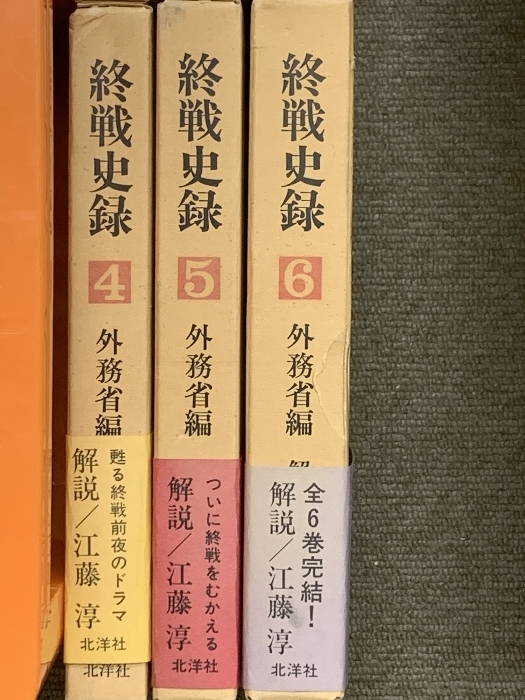 終戦史録
4
外務省編
甦る終戦前夜のドラマ
解説/江藤淳
北洋社
北洋社
終戦史録
5
外務省編
ついに終戦をむかえる
解説/江藤淳
北洋社
終戦史録
6
外務省編
全6巻完結!
解説/江藤淳
北洋社